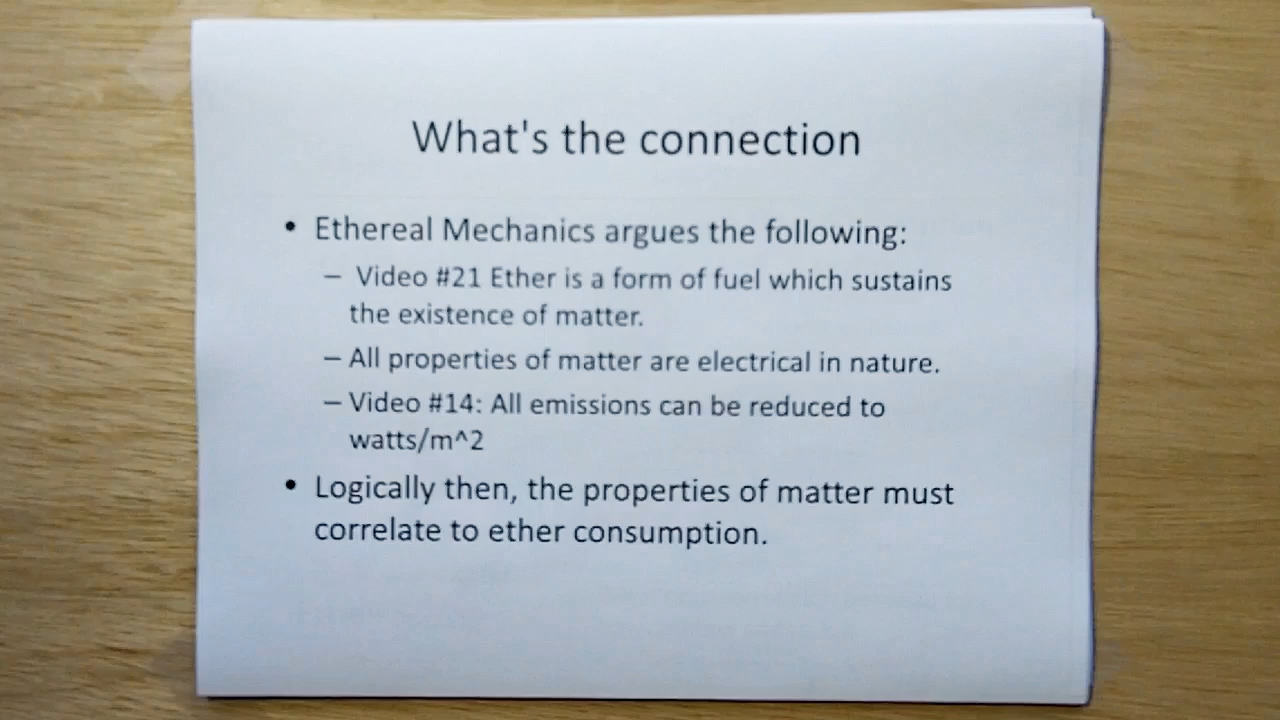 What's the connection
• Ethereal Mechanics argues the following:
– Video #21 Ether is a form of fuel which sustains
the existence of matter.
– All properties of matter are electrical in nature.
– Video #14: All emissions can be reduced to
watts/m^2
• Logically then, the properties of matter must
correlate to ether consumption.